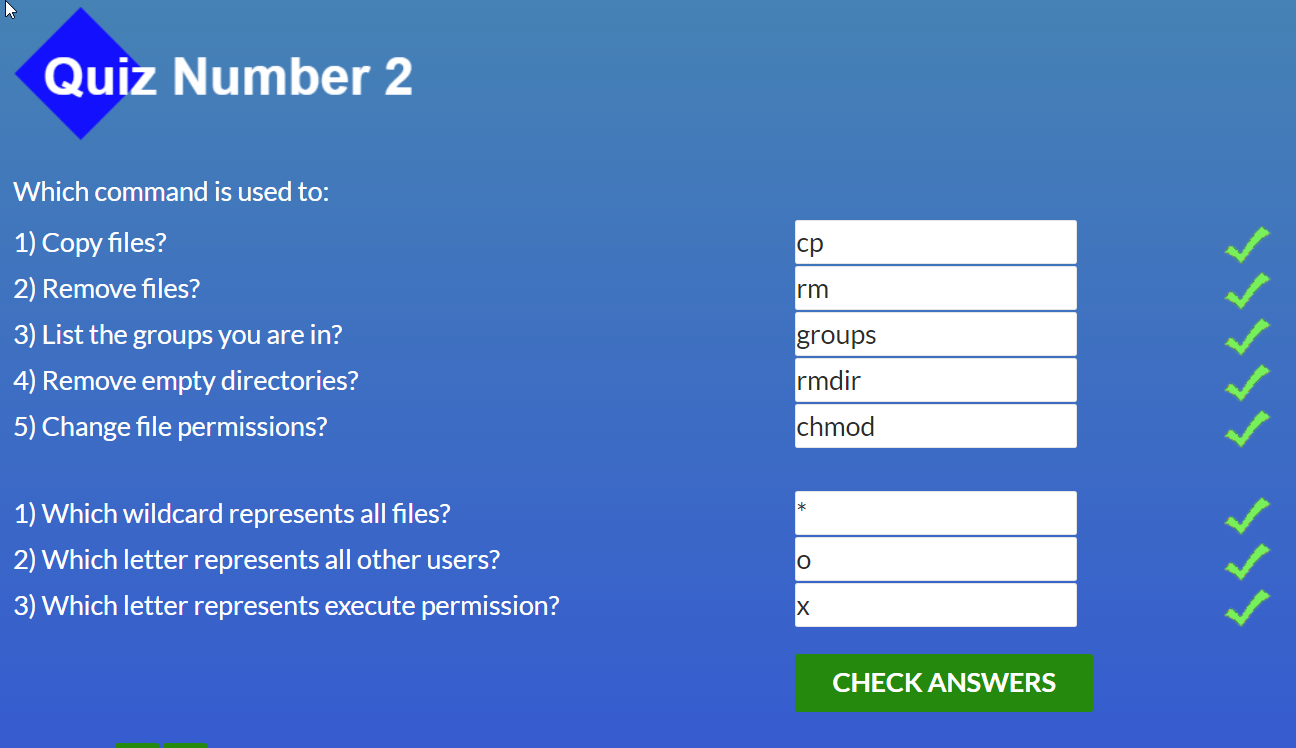 Quiz Number 2
Which command is used to:
1) Copy files? cp
2) Remove files? rm
3) List the groups you are in? groups
4) Remove empty directories? rmdir
5) Change file permissions? chmod
1) Which wildcard represents all files? *
2) Which letter represents all other users? o
3) Which letter represents execute permission? x
CHECK ANSWERS